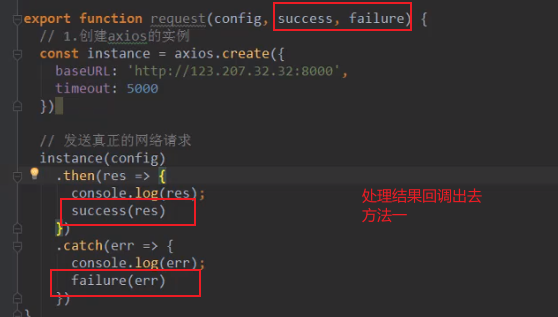 export function request(config, success, failure) {
// 1.创建axios的实例
const instance = axios.create({
baseURL: 'http://123.207.32.32:8000',
timeout: 5000
})
// 发送真正的网络请求
instance(config)
.then(res => {
console.log(res);
success(res)
})
.catch(err => {
console.log(err);
failure(err)
})
}
处理结果回调出去
方法一